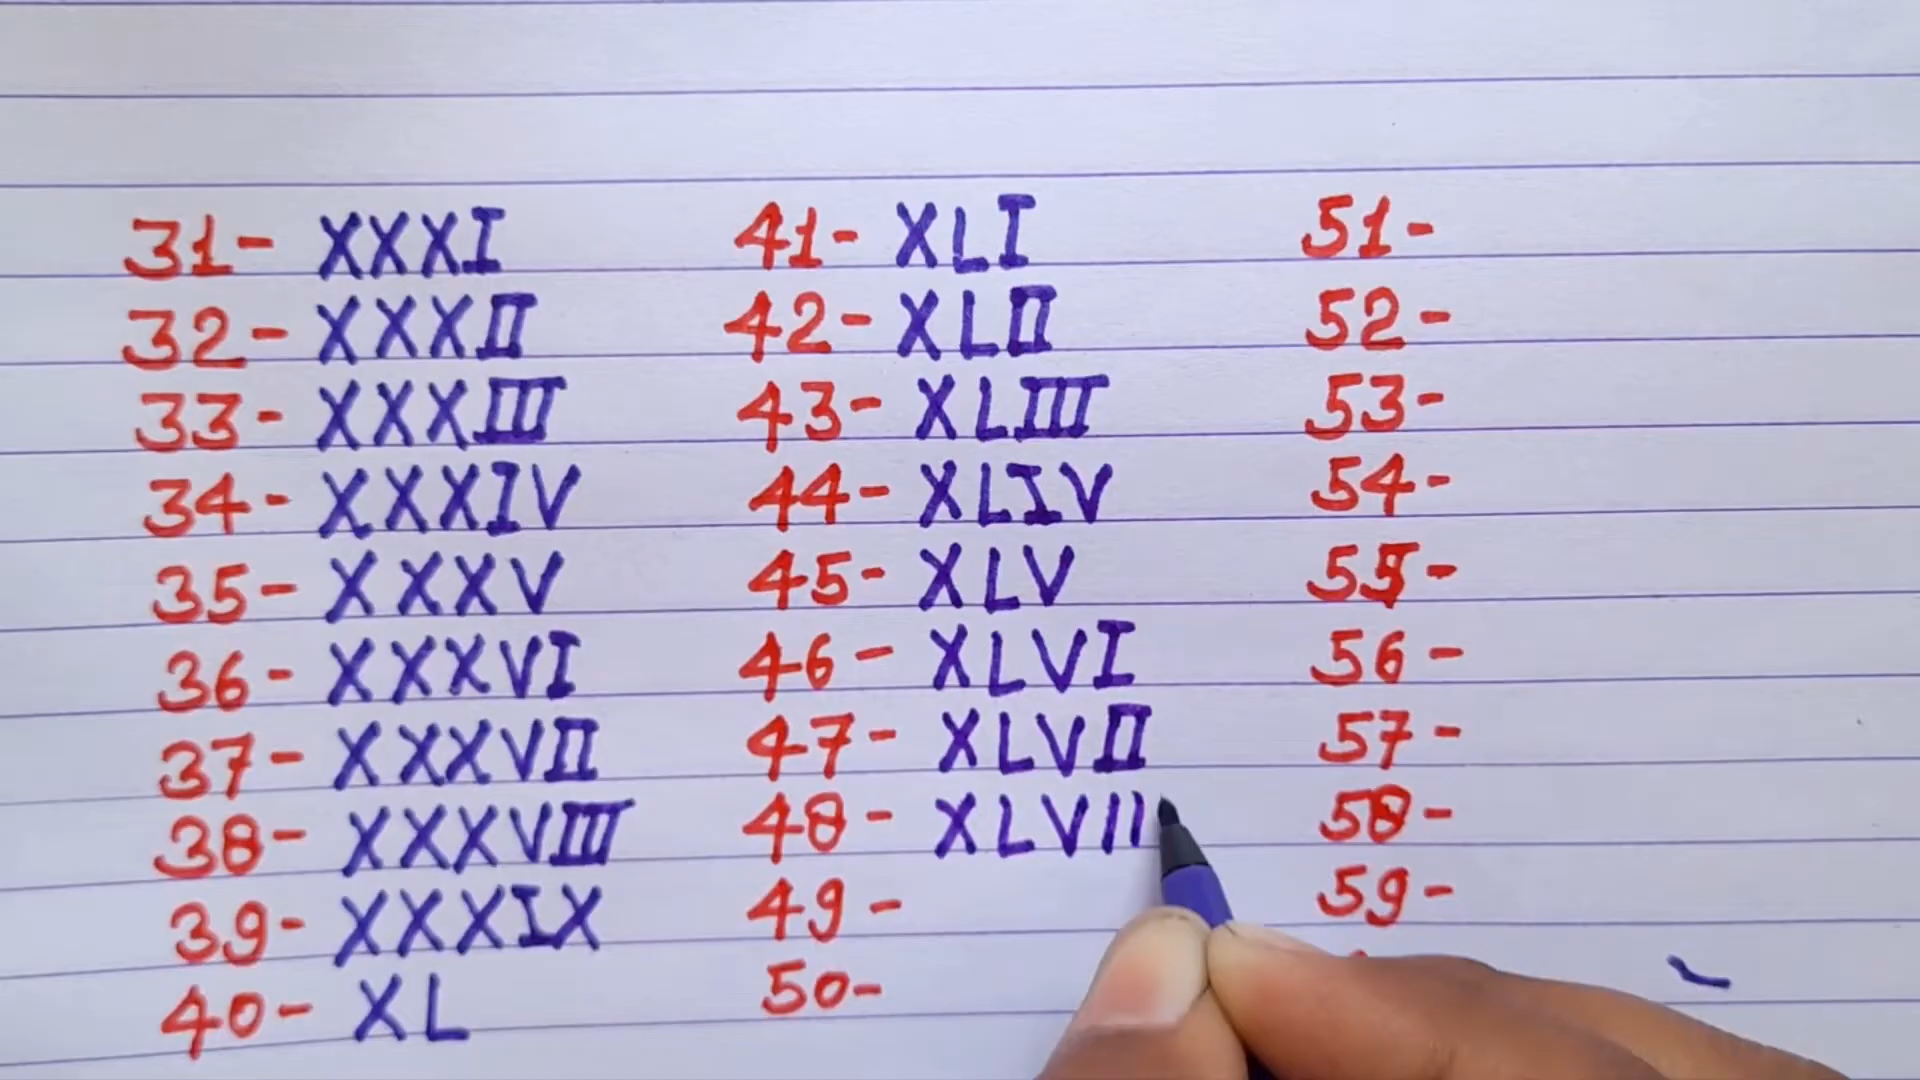 31- XXXI
32- XXXII
33- XXXIII
34- XXXIV
35- XXXV
36- XXXVI
37- XXXVII
38- XXXVIII
39- XXXIX
40- XL
41- XLI
42- XLII
43- XLIII
44- XLIV
45- XLV
46- XLVI
47- XLVII
48- XLVII
49-
50-
51-
52-
53-
54-
55-
56-
57-
58-
59-